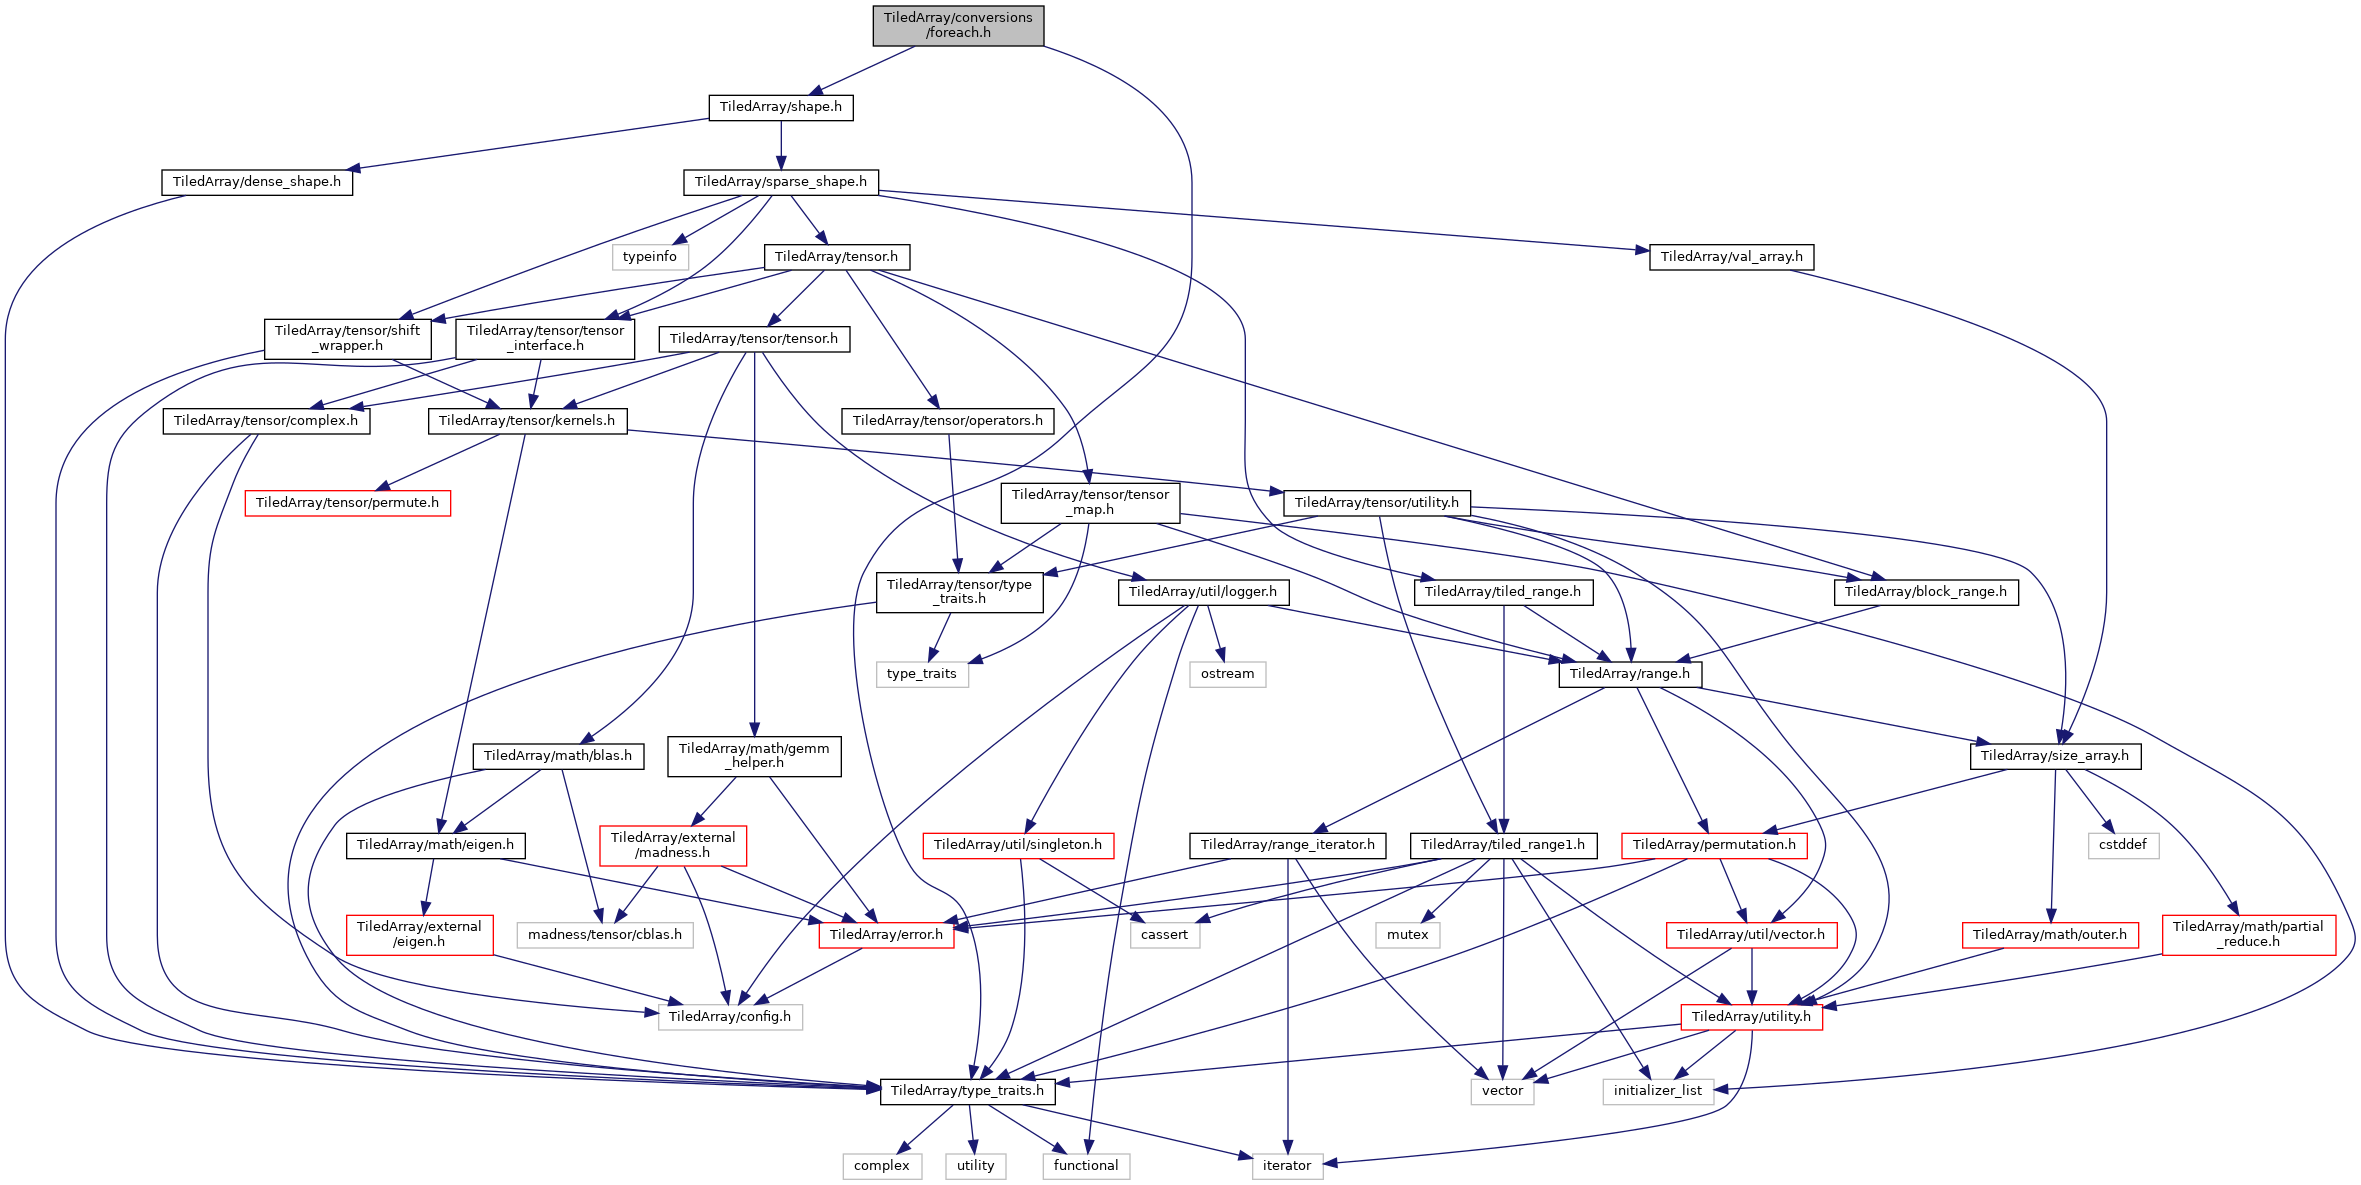 TiledArray/conversions
/foreach.h
TiledArray/shape.h
TiledArray/dense_shape.h
TiledArray/sparse_shape.h
typeinfo
TiledArray/tensor.h
TiledArray/val_array.h
TiledArray/tensor/shift
_wrapper.h
TiledArray/tensor/tensor
_interface.h
TiledArray/tensor/tensor.h
TiledArray/tensor/complex.h
TiledArray/tensor/kernels.h
TiledArray/tensor/operators.h
TiledArray/tensor/permute.h
TiledArray/tensor/tensor
_map.h
TiledArray/tensor/utility.h
TiledArray/tensor/type
_traits.h
TiledArray/util/logger.h
TiledArray/tiled_range.h
TiledArray/block_range.h
type_traits
ostream
TiledArray/range.h
TiledArray/math/blas.h
TiledArray/math/gemm
_helper.h
TiledArray/size_array.h
TiledArray/math/eigen.h
TiledArray/external
/madness.h
TiledArray/util/singleton.h
TiledArray/range_iterator.h
TiledArray/tiled_range1.h
TiledArray/permutation.h
cstddef
TiledArray/external
/eigen.h
madness/tensor/cblas.h
TiledArray/error.h
cassert
mutex
TiledArray/util/vector.h
TiledArray/math/outer.h
TiledArray/math/partial
_reduce.h
TiledArray/config.h
TiledArray/utility.h
TiledArray/type_traits.h
vector
initializer_list
complex
utility
functional
iterator